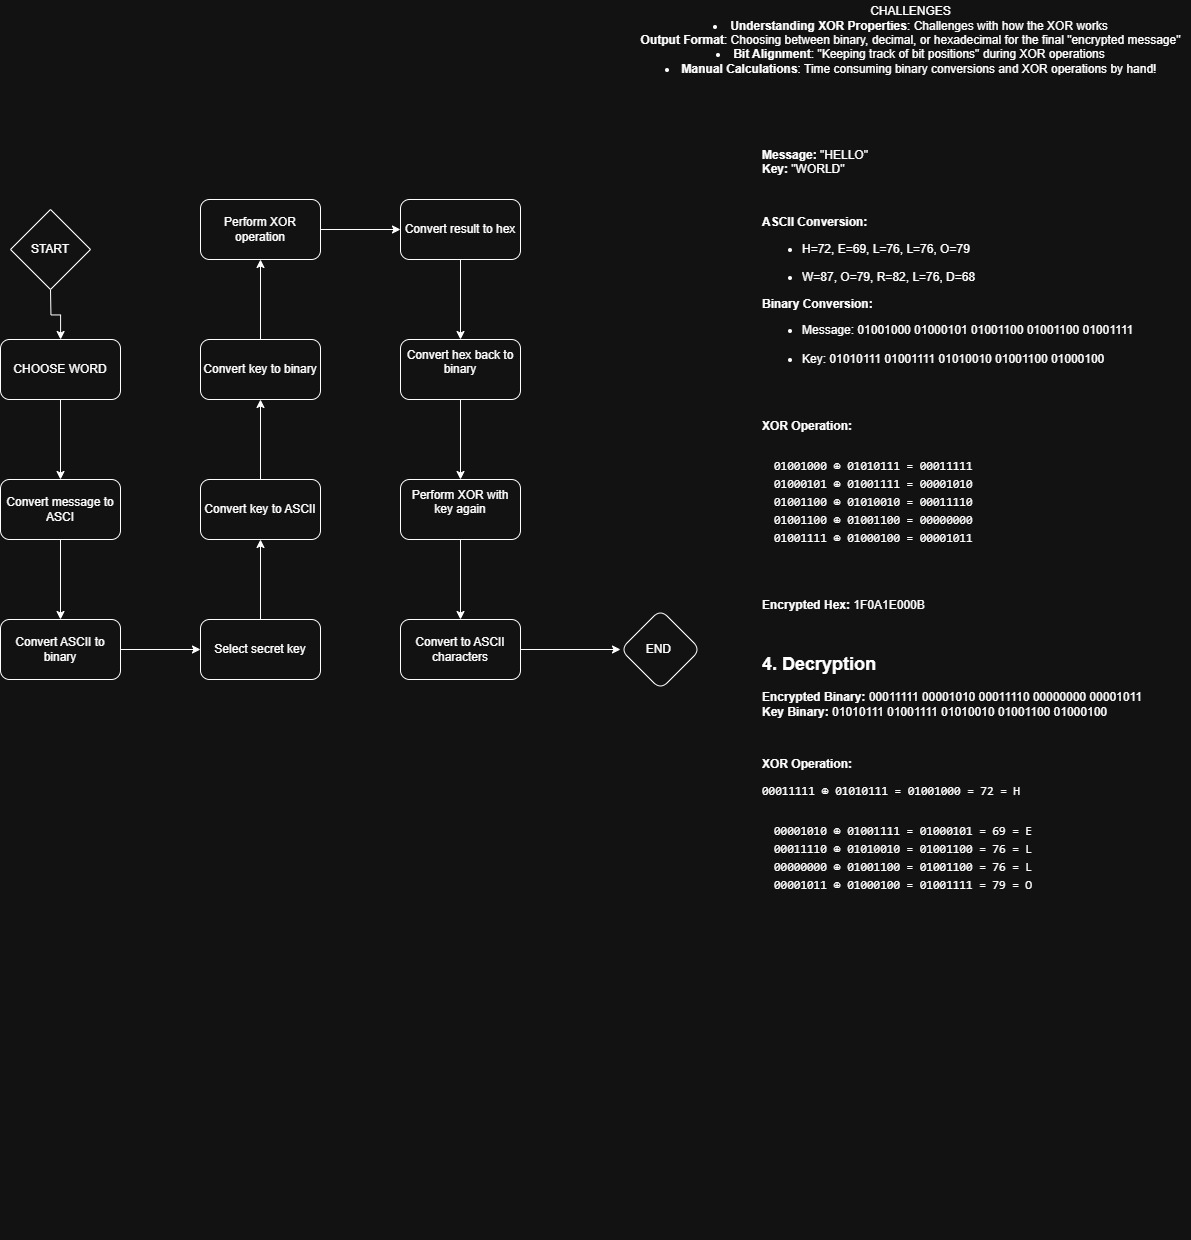 CHALLENGES
• Understanding XOR Properties: Challenges with how the XOR works
Output Format: Choosing between binary, decimal, or hexadecimal for the final "encrypted message"
• Bit Alignment: "Keeping track of bit positions" during XOR operations
• Manual Calculations: Time consuming binary conversions and XOR operations by hand!
START
CHOOSE WORD
Convert message to
ASCI
Convert ASCII to
binary
Select secret key
Convert key to ASCII
Convert key to binary
Perform XOR
operation
Convert result to hex
Convert hex back to
binary
Perform XOR with
key again
Convert to ASCII
characters
END
Message: "HELLO"
Key: "WORLD"
ASCII Conversion:
• H=72, E=69, L=76, L=76, O=79
• W=87, O=79, R=82, L=76, D=68
Binary Conversion:
• Message: 01001000 01000101 01001100 01001100 01001111
• Key: 01010111 01001111 01010010 01001100 01000100
XOR Operation:
01001000 ⊕ 01010111 = 00011111
01000101 ⊕ 01001111 = 00001010
01001100 ⊕ 01010010 = 00011110
01001100 ⊕ 01001100 = 00000000
01001111 ⊕ 01000100 = 00001011
Encrypted Hex: 1F0A1E000B
4. Decryption
Encrypted Binary: 00011111 00001010 00011110 00000000 00001011
Key Binary: 01010111 01001111 01010010 01001100 01000100
XOR Operation:
00011111 ⊕ 01010111 = 01001000 = 72 = H
00001010 ⊕ 01001111 = 01000101 = 69 = E
00011110 ⊕ 01010010 = 01001100 = 76 = L
00000000 ⊕ 01001100 = 01001100 = 76 = L
00001011 ⊕ 01000100 = 01001111 = 79 = O